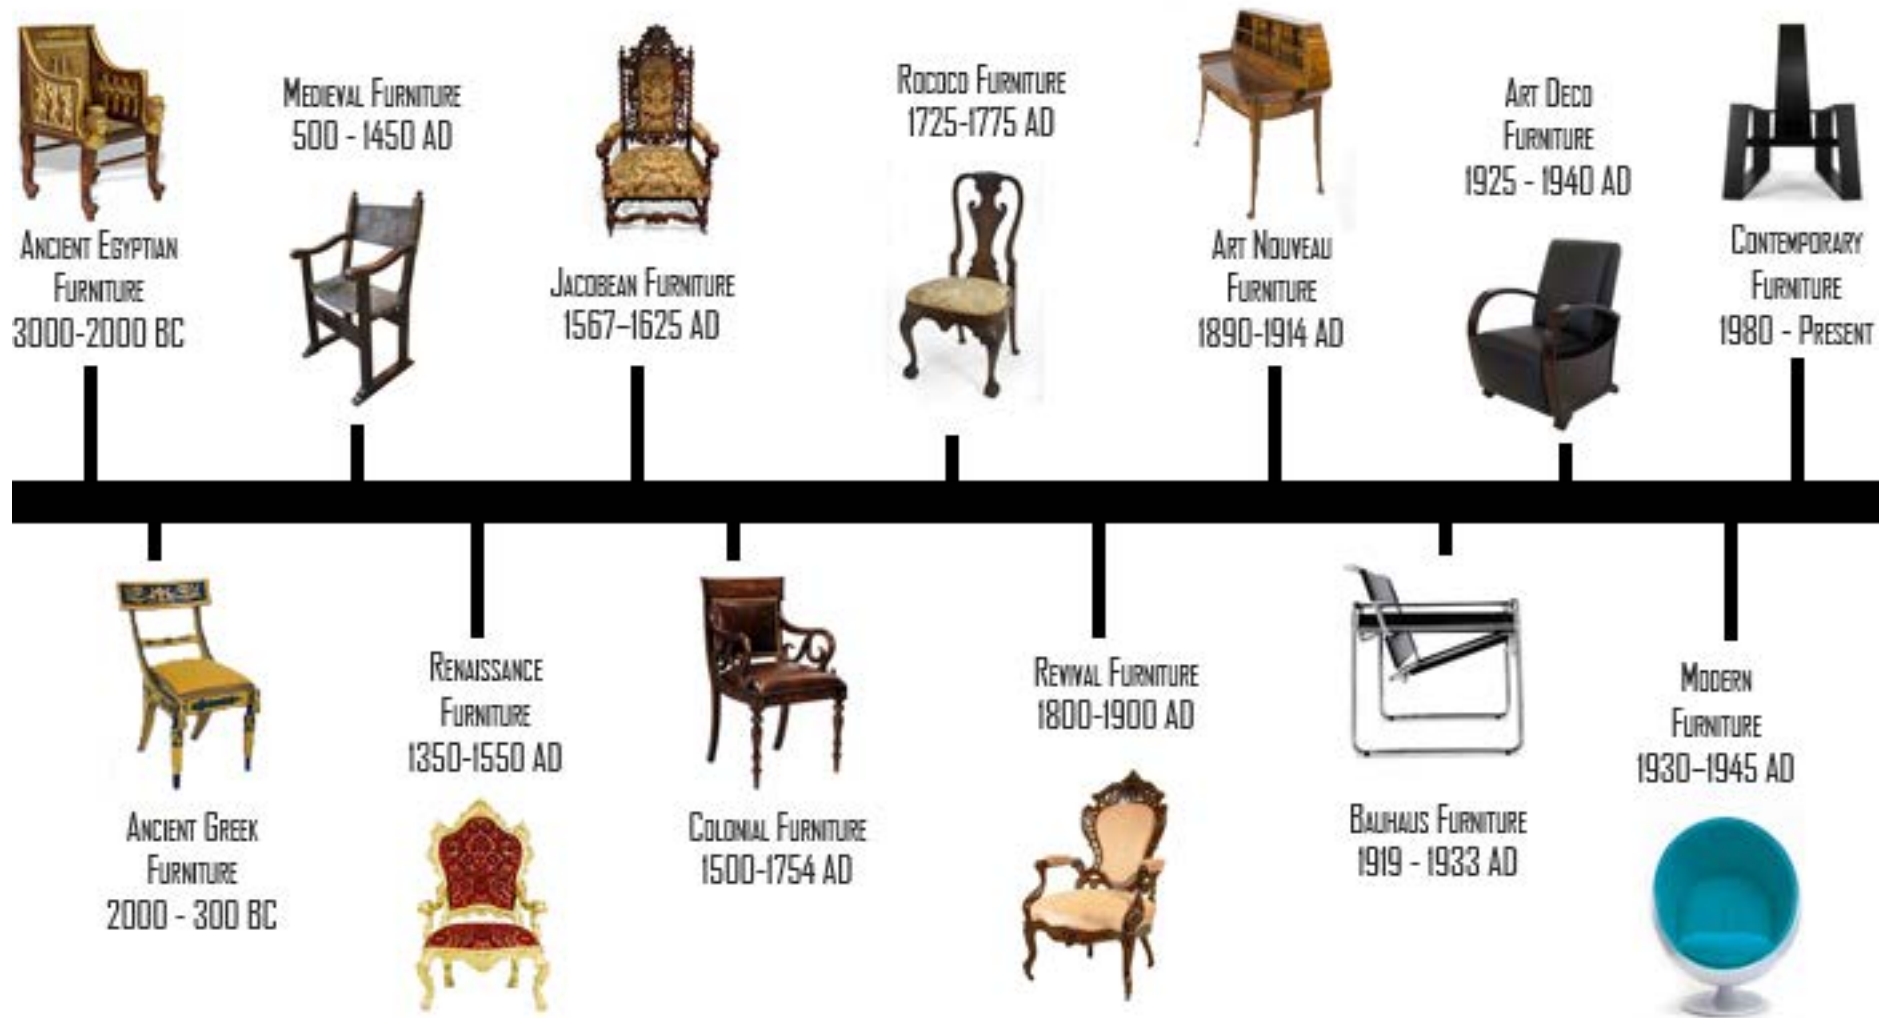 Ancient Egyptian
Furniture
3000-2000 BC
Medieval Furniture
500 - 1450 AD
Jacobean Furniture
1567–1625 AD
Rococo Furniture
1725-1775 AD
Art Nouveau
Furniture
1890-1914 AD
Art Deco
Furniture
1925 - 1940 AD
Contemporary
Furniture
1980 - Present
Ancient Greek
Furniture
2000 - 300 BC
Renaissance
Furniture
1350-1550 AD
Colonial Furniture
1500-1754 AD
Revival Furniture
1800-1900 AD
Bauhaus Furniture
1919 - 1933 AD
Modern
Furniture
1930–1945 AD